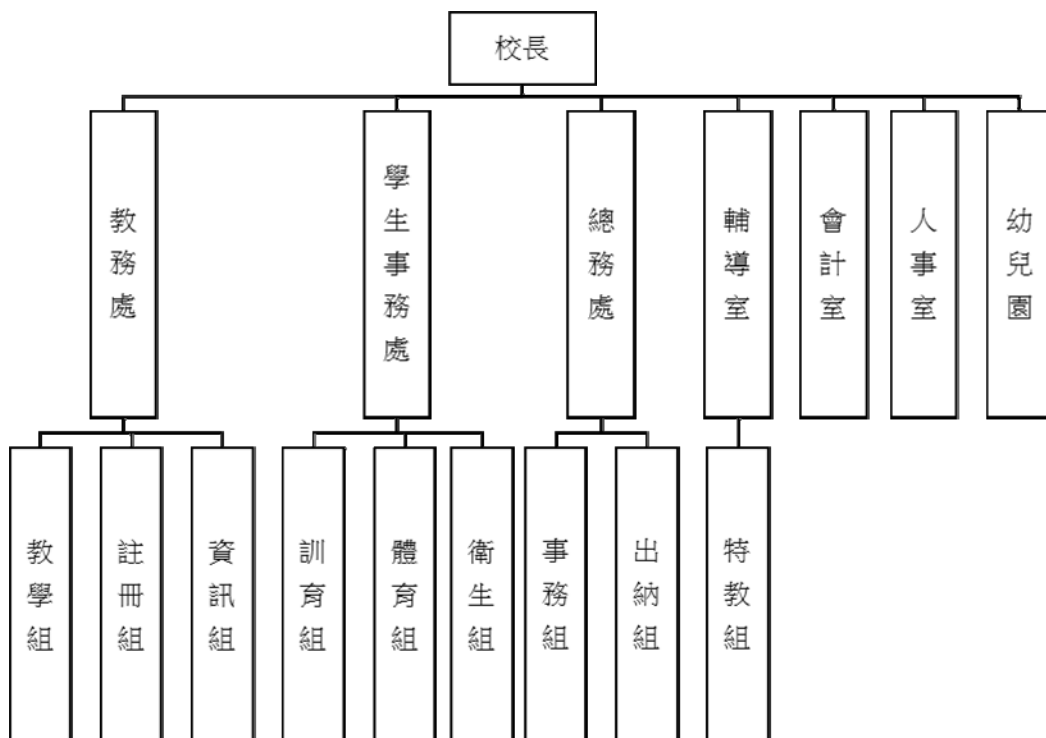 校長
教務處
學生事務處
總務處
輔導室
會計室
人事室
幼兒園
教學組
註冊組
資訊組
訓育組
體育組
衛生組
事務組
出納組
特教組